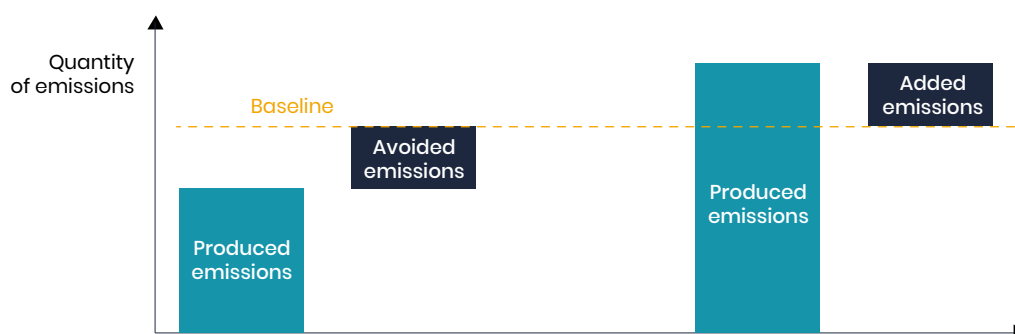 Quantity
of emissions
Baseline
Avoided
emissions
Produced
emissions
Added
emissions
Produced
emissions